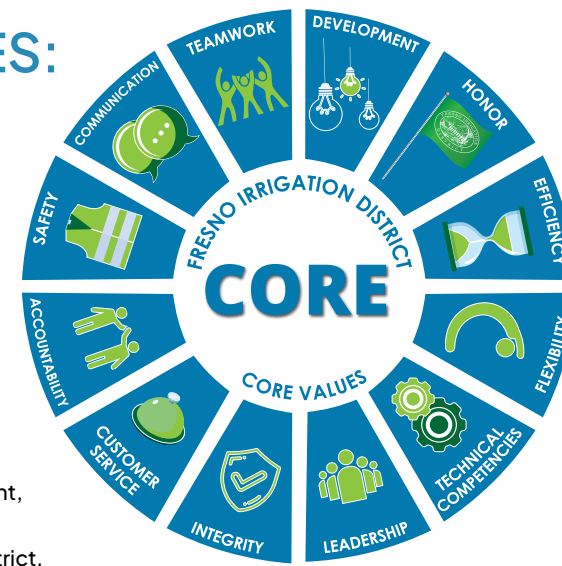 ES:
TEAMWORK
DEVELOPMENT
HONOR
EFFICIENCY
FLEXIBILITY
TECHNICAL
COMPETENCIES
LEADERSHIP
INTEGRITY
CUSTOMER
SERVICE
ACCOUNTABILITY
SAFETY
COMMUNICATION
FRESNO IRRIGATION DISTRICT
CORE
CORE VALUES
nt,
trict.